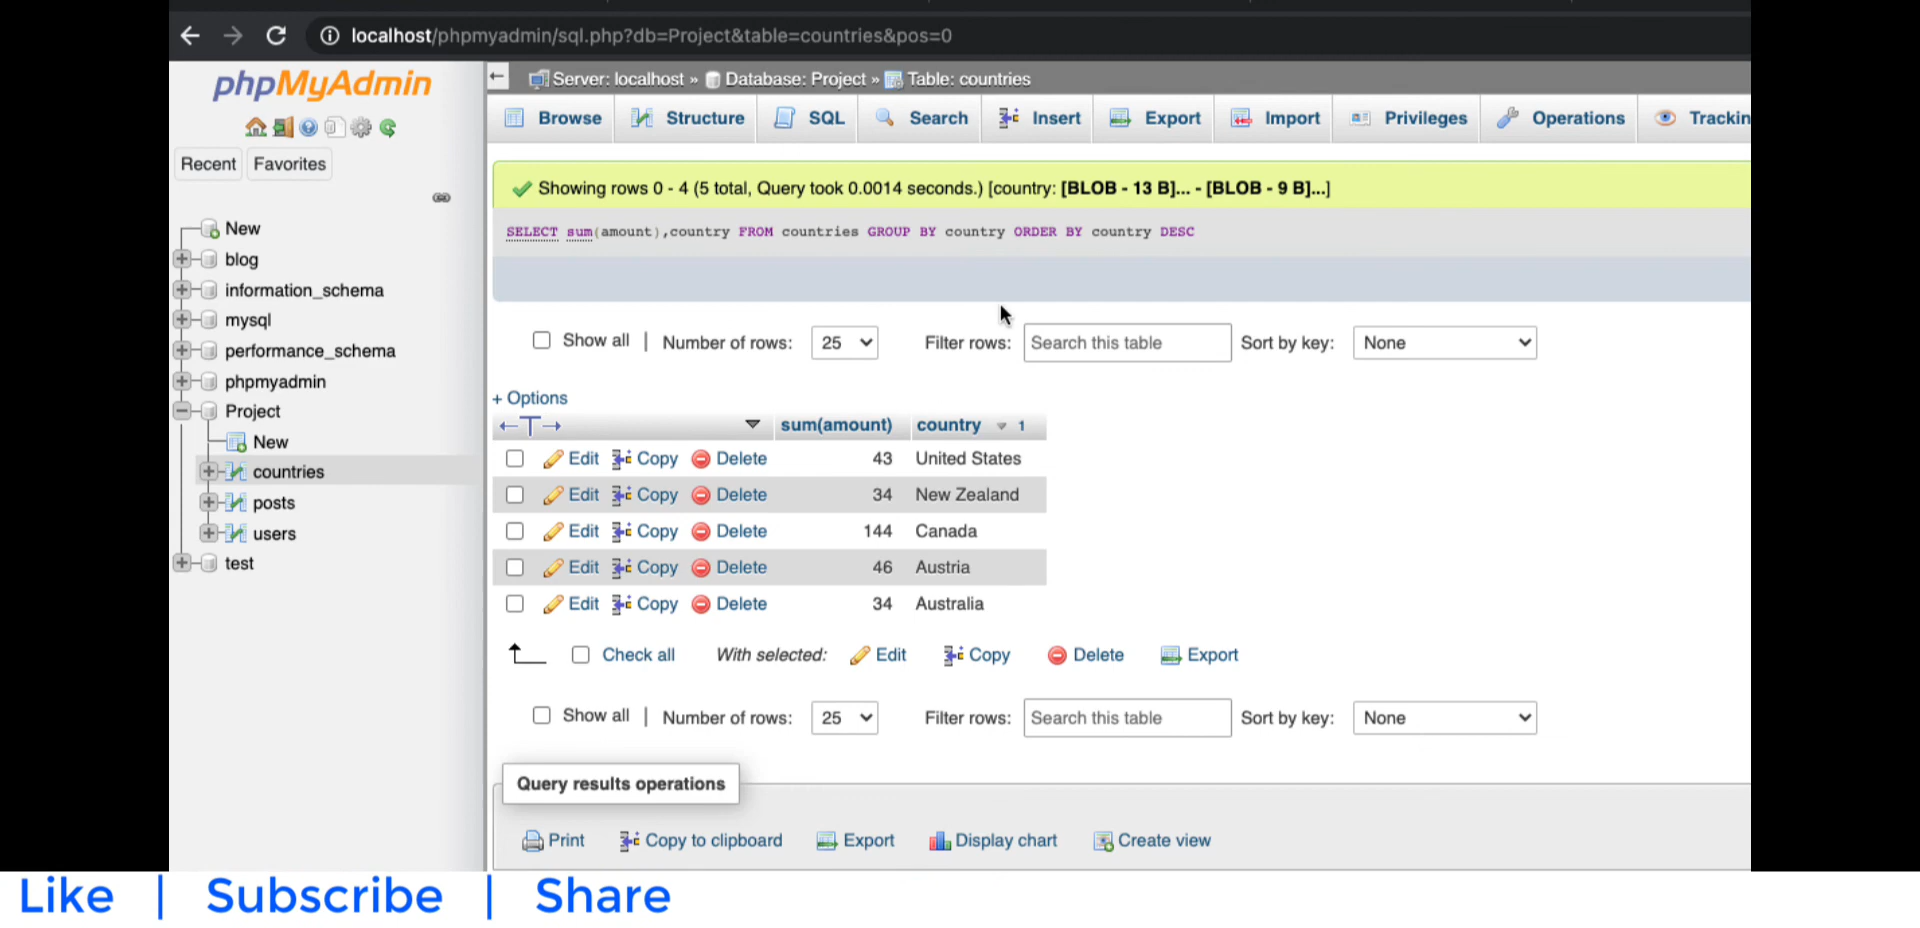 localhost/phpmyadmin/sql.php?db=Project&table=countries&pos=0
phpMyAdmin
Recent Favorites
New
blog
information_schema
mysql
performance_schema
phpmyadmin
Project
New
countries
posts
users
test
Server: localhost » Database: Project » Table: countries
Browse Structure SQL Search Insert Export Import Privileges Operations Trackin
Showing rows 0 - 4 (5 total, Query took 0.0014 seconds.) [country: [BLOB - 13 B]... - [BLOB - 9 B]...]
SELECT sum(amount),country FROM countries GROUP BY country ORDER BY country DESC
Show all | Number of rows: 25 Filter rows: Search this table Sort by key: None
+ Options
sum(amount) country 1
Edit Copy Delete 43 United States
Edit Copy Delete 34 New Zealand
Edit Copy Delete 144 Canada
Edit Copy Delete 46 Austria
Edit Copy Delete 34 Australia
Check all With selected: Edit Copy Delete Export
Show all | Number of rows: 25 Filter rows: Search this table Sort by key: None
Query results operations
Print Copy to clipboard Export Display chart Create view
Like | Subscribe | Share